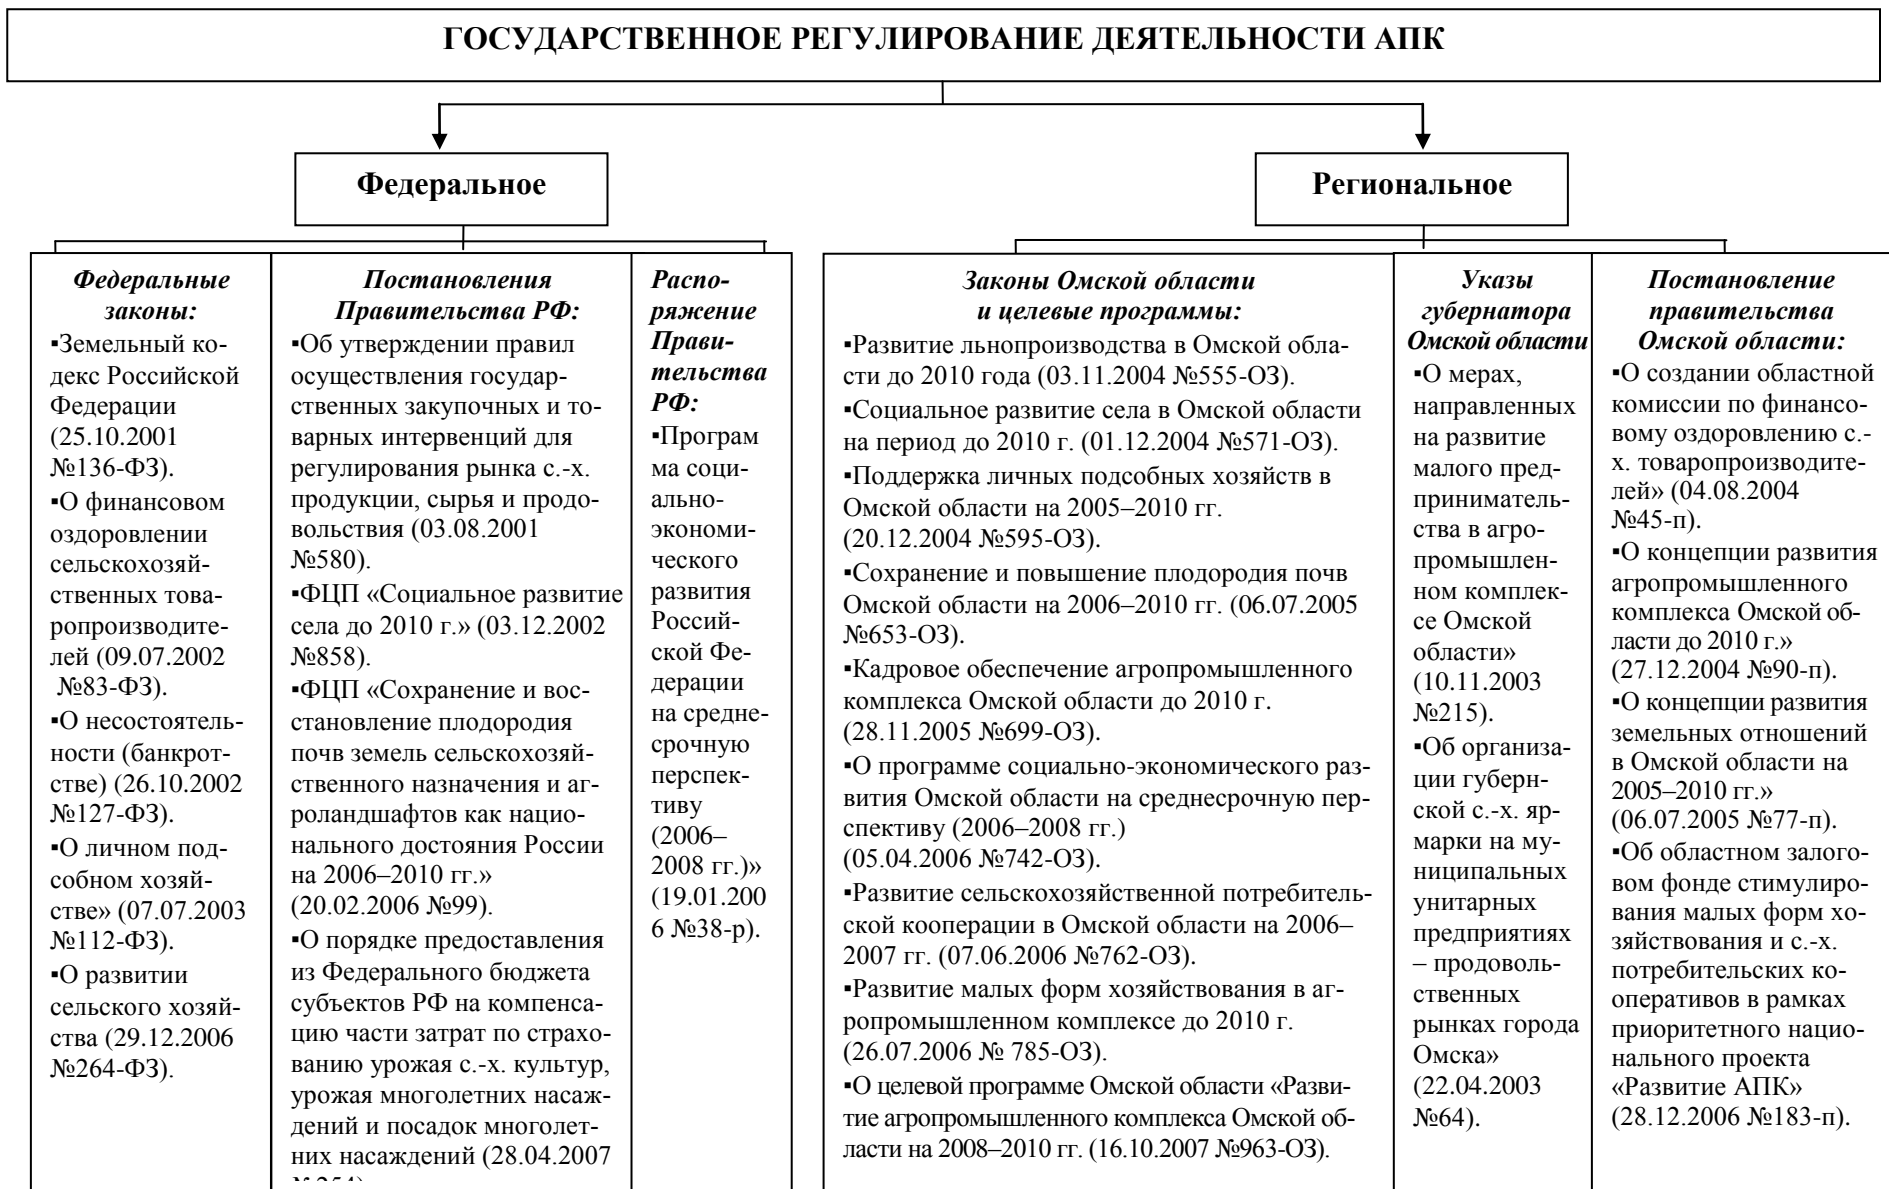 ГОСУДАРСТВЕННОЕ РЕГУЛИРОВАНИЕ ДЕЯТЕЛЬНОСТИ АПК
Федеральное
Региональное
Федеральные
законы:
▪Земельный ко-
декс Российской
Федерации
(25.10.2001
№136-ФЗ).
▪О финансовом
оздоровлении
сельскохозяй-
ственных това-
ропроизводите-
лей (09.07.2002
№83-ФЗ).
▪О несостоятель-
ности (банкрот-
стве) (26.10.2002
№127-ФЗ).
▪О личном под-
собном хозяй-
стве» (07.07.2003
№112-ФЗ).
▪О развитии
сельского хозяй-
ства (29.12.2006
№264-ФЗ).
Постановления
Правительства РФ:
▪Об утверждении правил
осуществления государ-
ственных закупочных и то-
варных интервенций для
регулирования рынка с.-х.
продукции, сырья и продо-
вольствия (03.08.2001
№580).
▪ФЦП «Социальное развитие
села до 2010 г.» (03.12.2002
№858).
▪ФЦП «Сохранение и вос-
становление плодородия
почв земель сельскохозяй-
ственного назначения и аг-
роландшафтов как нацио-
нального достояния России
на 2006–2010 гг.»
(20.02.2006 №99).
▪О порядке предоставления
из Федерального бюджета
субъектов РФ на компенса-
цию части затрат по страхо-
ванию урожая с.-х. культур,
урожая многолетних насаж-
дений и посадок многолет-
них насаждений (28.04.2007
Распо-
ряжение
Прави-
тельства
РФ:
▪Програм
ма соци-
ально-
экономи-
ческого
развития
Россий-
ской Фе-
дерации
на средне-
срочную
перспек-
тиву
(2006–
2008 гг.)»
(19.01.200
6 №38-р).
Законы Омской области
и целевые программы:
▪Развитие льнопроизводства в Омской обла-
сти до 2010 года (03.11.2004 №555-ОЗ).
▪Социальное развитие села в Омской области
на период до 2010 г. (01.12.2004 №571-ОЗ).
▪Поддержка личных подсобных хозяйств в
Омской области на 2005–2010 гг.
(20.12.2004 №595-ОЗ).
▪Сохранение и повышение плодородия почв
Омской области на 2006–2010 гг. (06.07.2005
№653-ОЗ).
▪Кадровое обеспечение агропромышленного
комплекса Омской области до 2010 г.
(28.11.2005 №699-ОЗ).
▪О программе социально-экономического раз-
вития Омской области на среднесрочную пер-
спективу (2006–2008 гг.)
(05.04.2006 №742-ОЗ).
▪Развитие сельскохозяйственной потребитель-
ской кооперации в Омской области на 2006–
2007 гг. (07.06.2006 №762-ОЗ).
▪Развитие малых форм хозяйствования в аг-
ропромышленном комплексе до 2010 г.
(26.07.2006 № 785-ОЗ).
▪О целевой программе Омской области «Разви-
тие агропромышленного комплекса Омской об-
ласти на 2008–2010 гг. (16.10.2007 №963-ОЗ).
Указы
губернатора
Омской области
▪О мерах,
направленных
на развитие
малого пред-
приниматель-
ства в агро-
промышлен-
ном комплек-
се Омской
области»
(10.11.2003
№215).
▪Об организа-
ции губерн-
ской с.-х. яр-
марки на му-
ниципальных
унитарных
предприятиях
– продоволь-
ственных
рынках города
Омска»
(22.04.2003
№64).
Постановление
правительства
Омской области:
▪О создании областной
комиссии по финансо-
вому оздоровлению с.-
х. товаропроизводите-
лей» (04.08.2004
№45-п).
▪О концепции развития
агропромышленного
комплекса Омской об-
ласти до 2010 г.»
(27.12.2004 №90-п).
▪О концепции развития
земельных отношений
в Омской области на
2005–2010 гг.»
(06.07.2005 №77-п).
▪Об областном залого-
вом фонде стимулиро-
вания малых форм хо-
зяйствования и с.-х.
потребительских ко-
оперативов в рамках
приоритетного нацио-
нального проекта
«Развитие АПК»
(28.12.2006 №183-п).